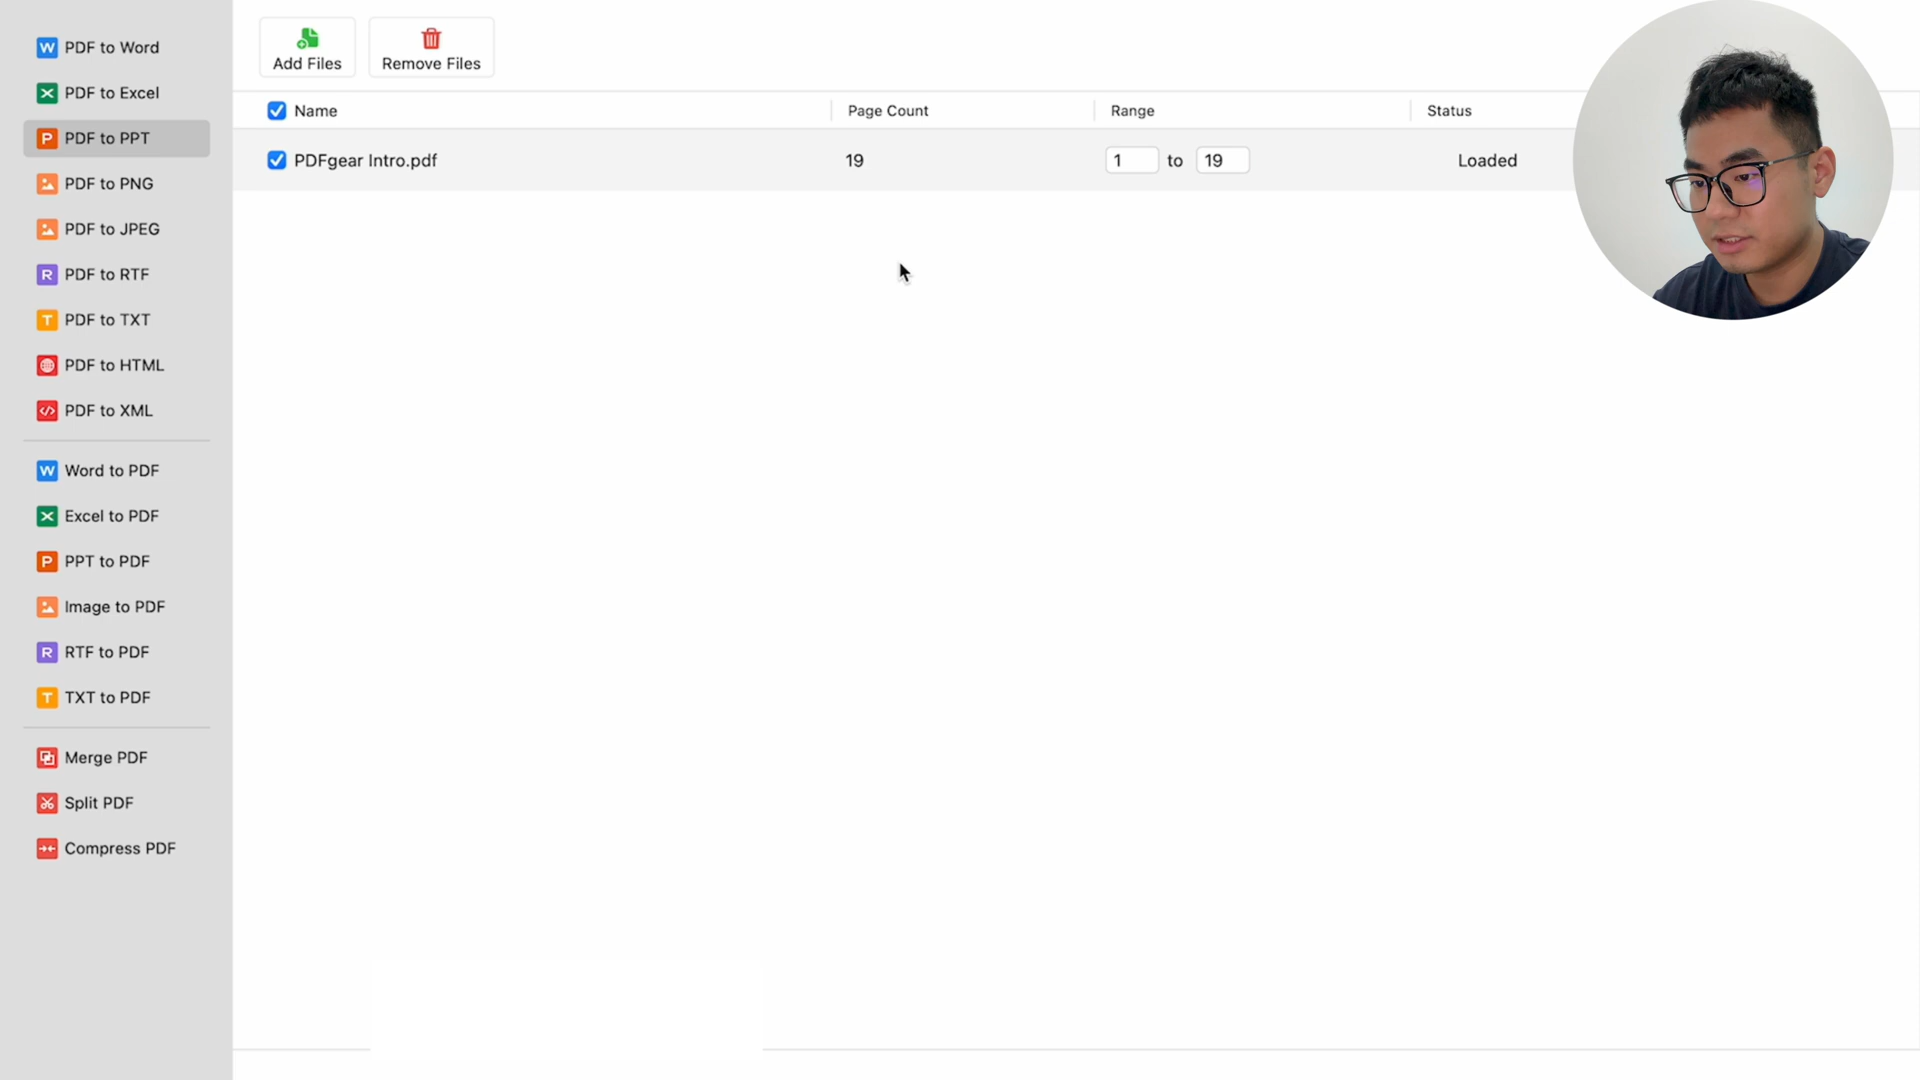 PDF to Word
PDF to Excel
PDF to PPT
PDF to PNG
PDF to JPEG
PDF to RTF
PDF to TXT
PDF to HTML
PDF to XML
Word to PDF
Excel to PDF
PPT to PDF
Image to PDF
RTF to PDF
TXT to PDF
Merge PDF
Split PDF
Compress PDF
Add Files
Remove Files
Name Page Count Range Status
PDFgear Intro.pdf 19 1 to 19 Loaded